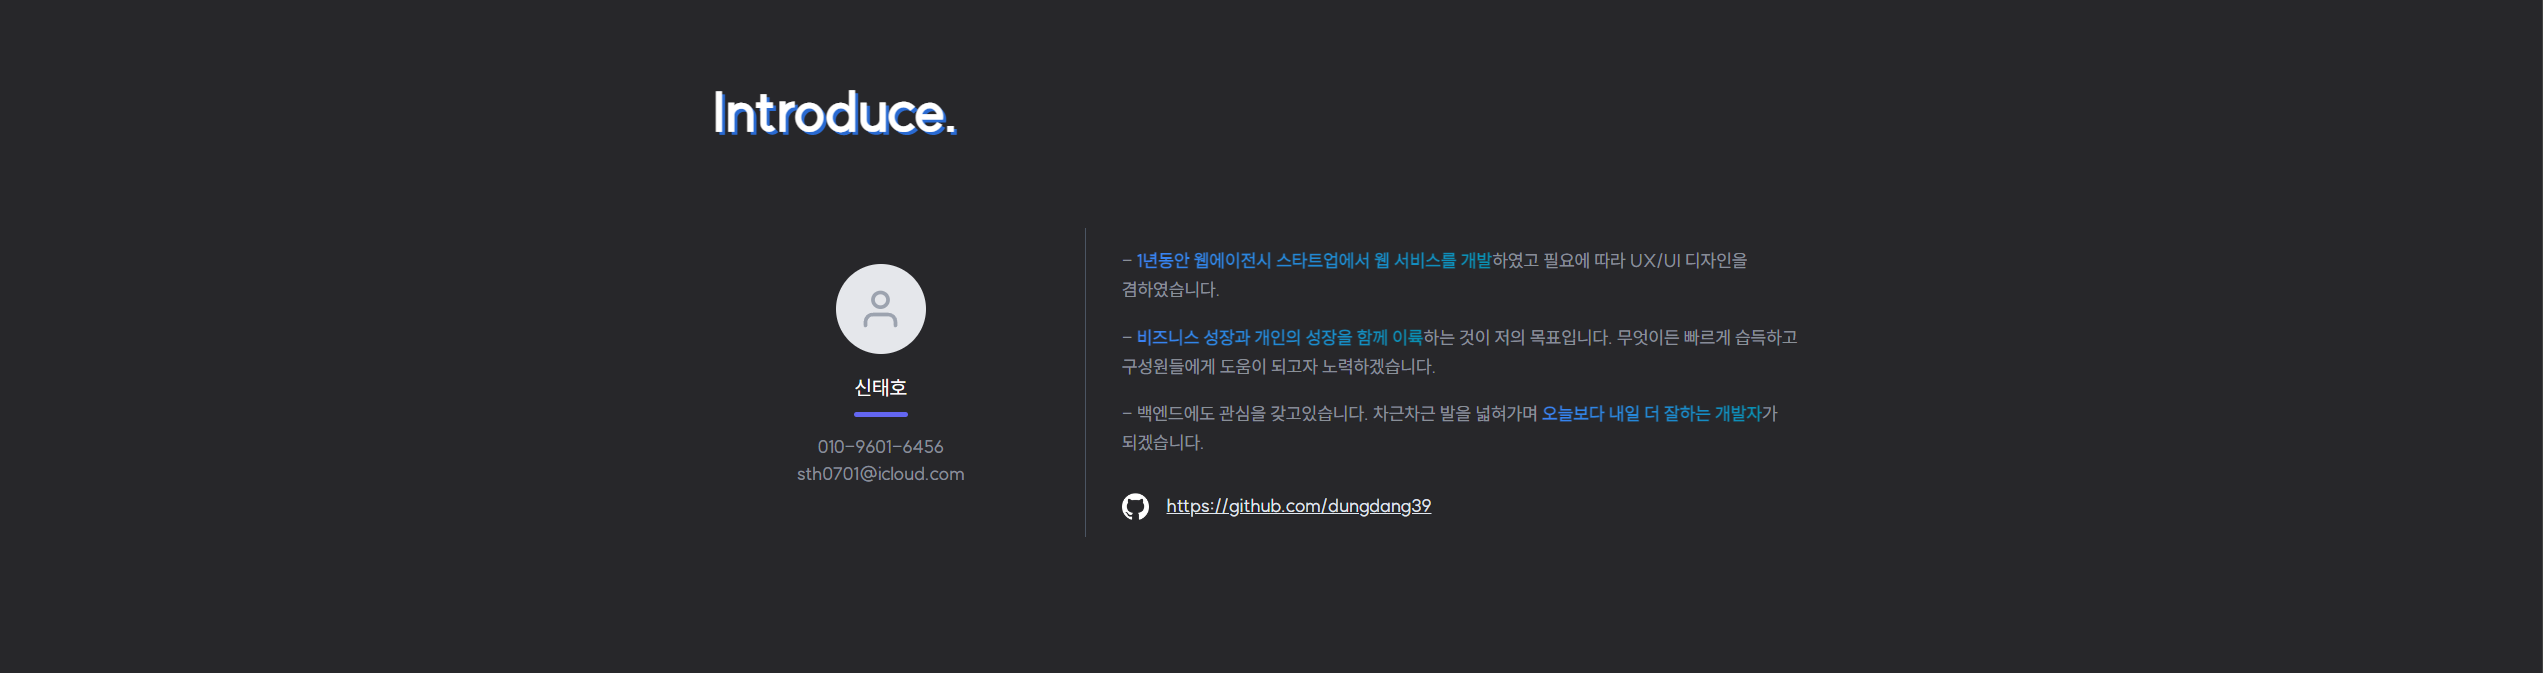 Introduce.
신태호
010-9601-6456
sth0701@icloud.com
- 1년동안 웹에이전시 스타트업에서 웹 서비스를 개발하였고 필요에 따라 UX/UI 디자인을
겸하였습니다.
- 비즈니스 성장과 개인의 성장을 함께 이륙하는 것이 저의 목표입니다. 무엇이든 빠르게 습득하고
구성원들에게 도움이 되고자 노력하겠습니다.
- 백엔드에도 관심을 갖고있습니다. 차근차근 발을 넓혀가며 오늘보다 내일 더 잘하는 개발자가
되겠습니다.
https://github.com/dungdang39